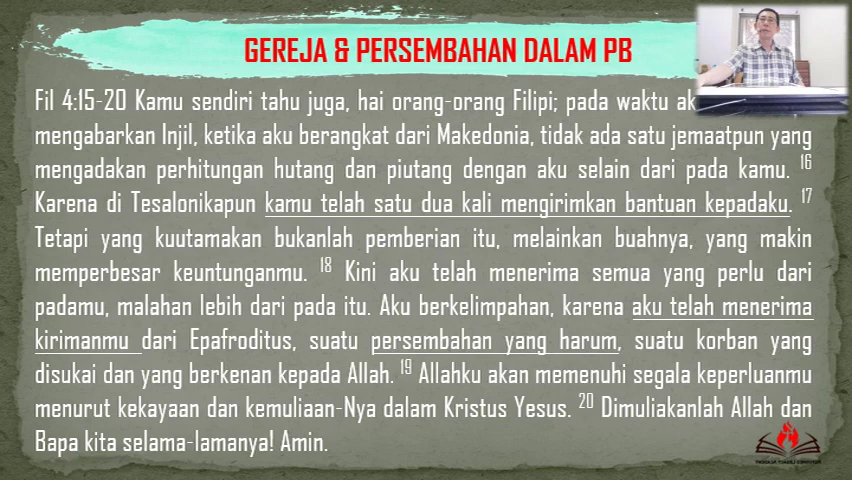 GEREJA & PERSEMBAHAN DALAM PB
Fil 4:15-20 Kamu sendiri tahu juga, hai orang-orang Filipi; pada waktu ak
mengabarkan Injil, ketika aku berangkat dari Makedonia, tidak ada satu jemaatpun yang
mengadakan perhitungan hutang dan piutang dengan aku selain dari pada kamu. 16
Karena di Tesalonikapun kamu telah satu dua kali mengirimkan bantuan kepadaku. 17
Tetapi yang kuutamakan bukanlah pemberian itu, melainkan buahnya, yang makin
memperbesar keuntunganmu. 18 Kini aku telah menerima semua yang perlu dari
padamu, malahan lebih dari pada itu. Aku berkelimpahan, karena aku telah menerima
kirimanmu dari Epafroditus, suatu persembahan yang harum, suatu korban yang
disukai dan yang berkenan kepada Allah. 19 Allahku akan memenuhi segala keperluanmu
menurut kekayaan dan kemuliaan-Nya dalam Kristus Yesus. 20 Dimuliakanlah Allah dan
Bapa kita selama-lamanya! Amin.